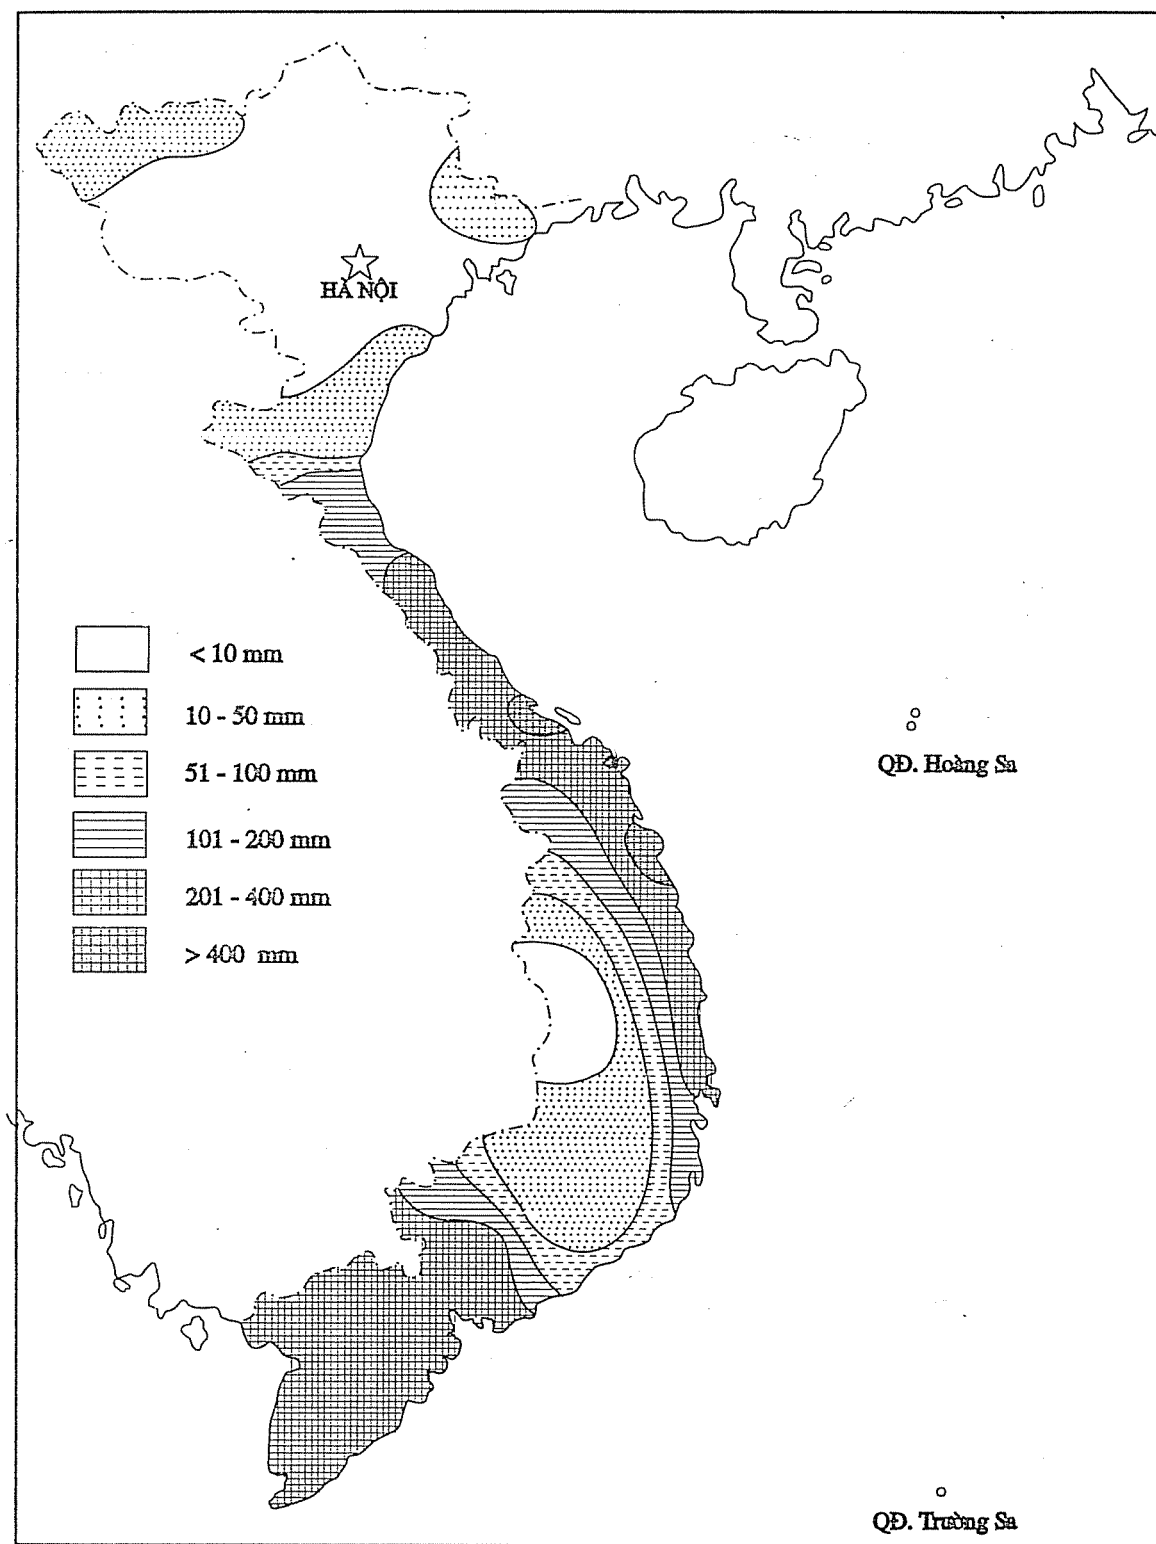 HÀ NỘI
< 10 mm
10 - 50 mm
51 - 100 mm
101 - 200 mm
201 - 400 mm
> 400 mm
QĐ. Hoàng Sa
QĐ. Trường Sa